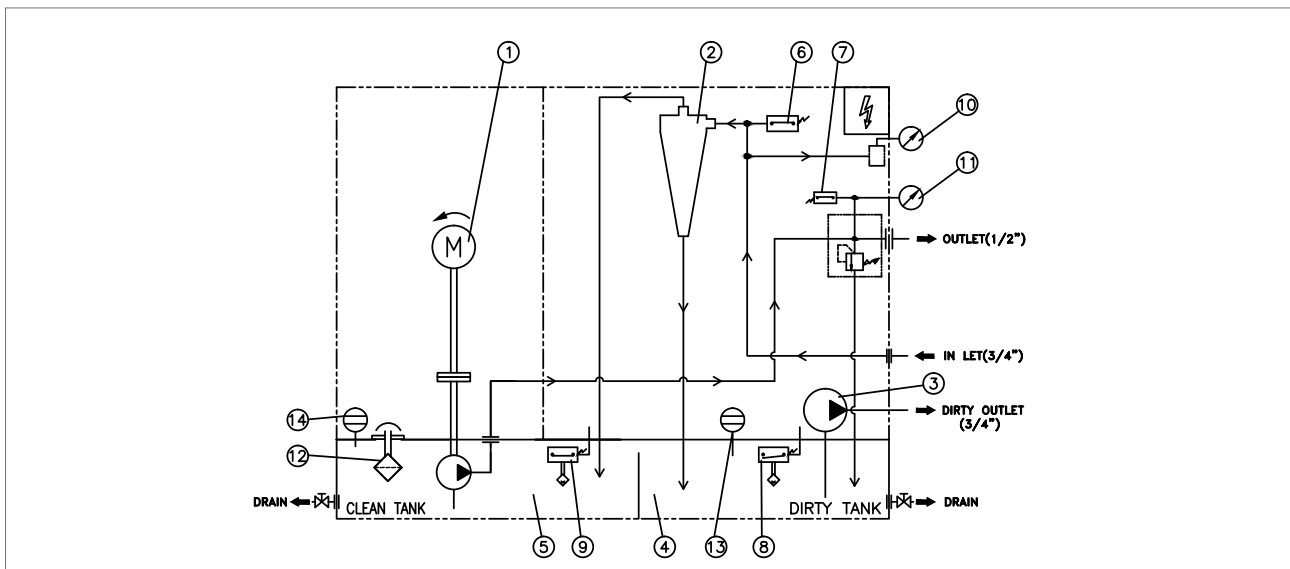 1
2
6
7
10
11
M
OUTLET(1/2")
IN LET(3/4")
3
DIRTY OUTLET
(3/4")
14
12
DRAIN
CLEAN TANK
DIRTY TANK
DRAIN
5
9
4
13
8